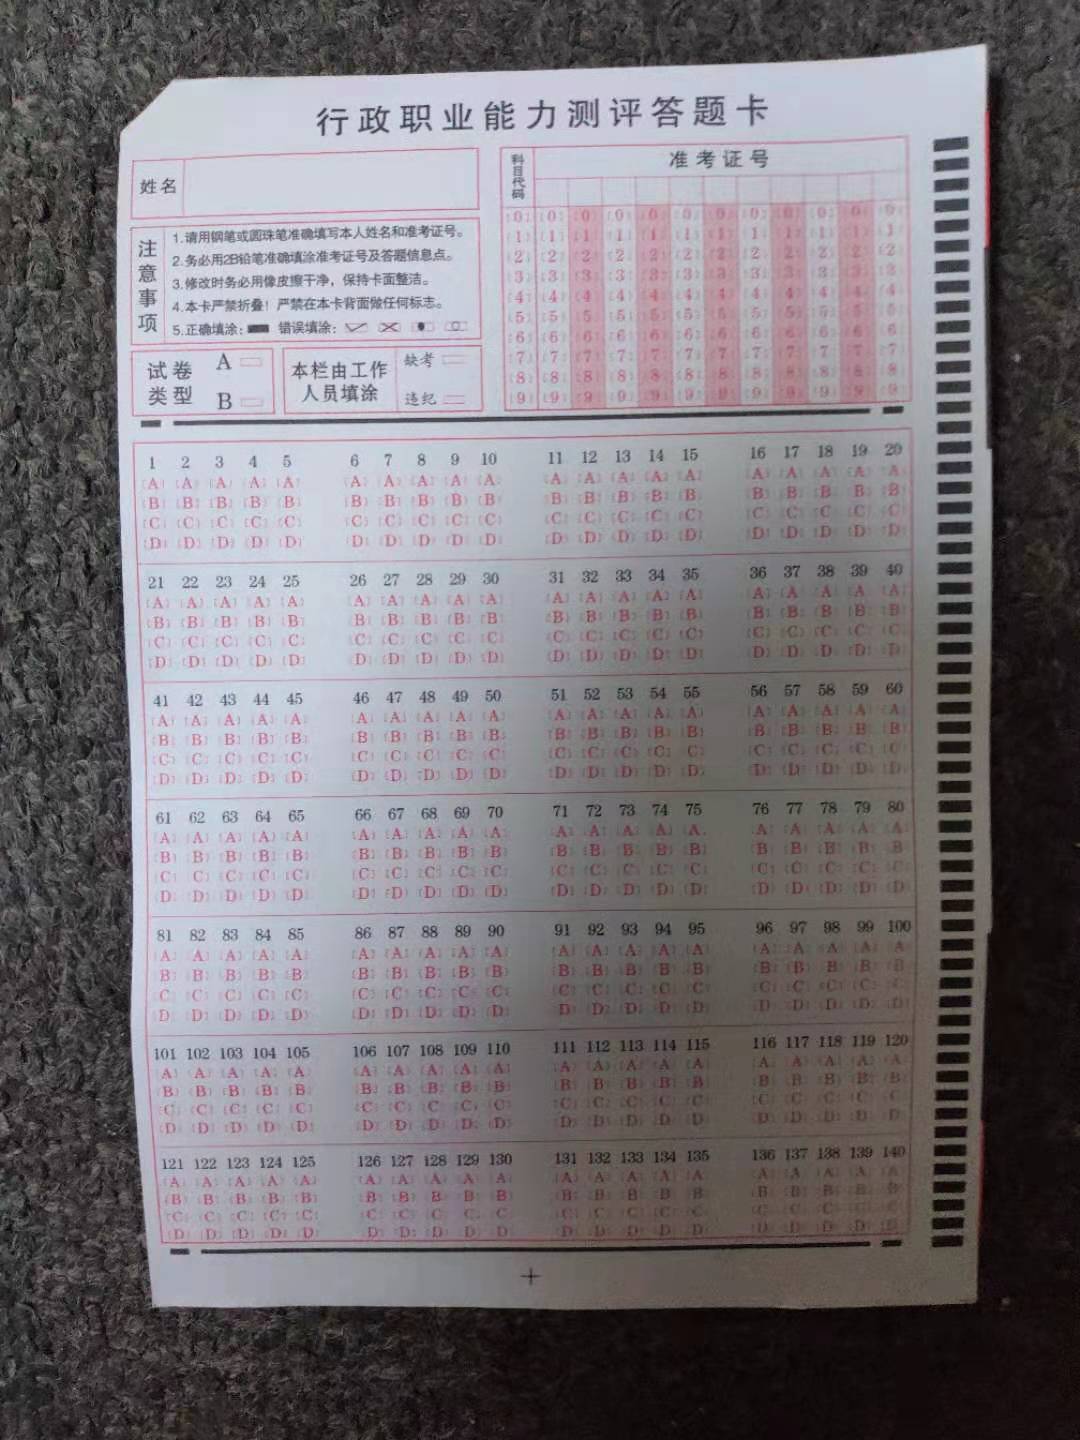 行政职业能力测评答题卡
姓名
注意事项
1.请用钢笔或圆珠笔准确填写本人姓名和准考证号。
2.务必用2B铅笔准确填涂准考证号及答题信息点。
3.修改时务必用像皮擦干净，保持卡面整洁。
4.本卡严禁折叠！严禁在本卡背面做任何标志。
5.正确填涂： 错误填涂：
试卷类型
A
B
本栏由工作
人员填涂
缺考
违纪
科目代码
准考证号
[0] [0] [0] [0] [0] [0] [0] [0] [0] [0] [0] [0]
[1] [1] [1] [1] [1] [1] [1] [1] [1] [1] [1] [1]
[2] [2] [2] [2] [2] [2] [2] [2] [2] [2] [2] [2]
[3] [3] [3] [3] [3] [3] [3] [3] [3] [3] [3] [3]
[4] [4] [4] [4] [4] [4] [4] [4] [4] [4] [4] [4]
[5] [5] [5] [5] [5] [5] [5] [5] [5] [5] [5] [5]
[6] [6] [6] [6] [6] [6] [6] [6] [6] [6] [6] [6]
[7] [7] [7] [7] [7] [7] [7] [7] [7] [7] [7] [7]
[8] [8] [8] [8] [8] [8] [8] [8] [8] [8] [8] [8]
[9] [9] [9] [9] [9] [9] [9] [9] [9] [9] [9] [9]
1 2 3 4 5 6 7 8 9 10 11 12 13 14 15 16 17 18 19 20
[A] [A] [A] [A] [A] [A] [A] [A] [A] [A] [A] [A] [A] [A] [A] [A] [A] [A] [A] [A]
[B] [B] [B] [B] [B] [B] [B] [B] [B] [B] [B] [B] [B] [B] [B] [B] [B] [B] [B] [B]
[C] [C] [C] [C] [C] [C] [C] [C] [C] [C] [C] [C] [C] [C] [C] [C] [C] [C] [C] [C]
[D] [D] [D] [D] [D] [D] [D] [D] [D] [D] [D] [D] [D] [D] [D] [D] [D] [D] [D] [D]
21 22 23 24 25 26 27 28 29 30 31 32 33 34 35 36 37 38 39 40
[A] [A] [A] [A] [A] [A] [A] [A] [A] [A] [A] [A] [A] [A] [A] [A] [A] [A] [A] [A]
[B] [B] [B] [B] [B] [B] [B] [B] [B] [B] [B] [B] [B] [B] [B] [B] [B] [B] [B] [B]
[C] [C] [C] [C] [C] [C] [C] [C] [C] [C] [C] [C] [C] [C] [C] [C] [C] [C] [C] [C]
[D] [D] [D] [D] [D] [D] [D] [D] [D] [D] [D] [D] [D] [D] [D] [D] [D] [D] [D] [D]
41 42 43 44 45 46 47 48 49 50 51 52 53 54 55 56 57 58 59 60
[A] [A] [A] [A] [A] [A] [A] [A] [A] [A] [A] [A] [A] [A] [A] [A] [A] [A] [A] [A]
[B] [B] [B] [B] [B] [B] [B] [B] [B] [B] [B] [B] [B] [B] [B] [B] [B] [B] [B] [B]
[C] [C] [C] [C] [C] [C] [C] [C] [C] [C] [C] [C] [C] [C] [C] [C] [C] [C] [C] [C]
[D] [D] [D] [D] [D] [D] [D] [D] [D] [D] [D] [D] [D] [D] [D] [D] [D] [D] [D] [D]
61 62 63 64 65 66 67 68 69 70 71 72 73 74 75 76 77 78 79 80
[A] [A] [A] [A] [A] [A] [A] [A] [A] [A] [A] [A] [A] [A] [A] [A] [A] [A] [A] [A]
[B] [B] [B] [B] [B] [B] [B] [B] [B] [B] [B] [B] [B] [B] [B] [B] [B] [B] [B] [B]
[C] [C] [C] [C] [C] [C] [C] [C] [C] [C] [C] [C] [C] [C] [C] [C] [C] [C] [C] [C]
[D] [D] [D] [D] [D] [D] [D] [D] [D] [D] [D] [D] [D] [D] [D] [D] [D] [D] [D] [D]
81 82 83 84 85 86 87 88 89 90 91 92 93 94 95 96 97 98 99 100
[A] [A] [A] [A] [A] [A] [A] [A] [A] [A] [A] [A] [A] [A] [A] [A] [A] [A] [A] [A]
[B] [B] [B] [B] [B] [B] [B] [B] [B] [B] [B] [B] [B] [B] [B] [B] [B] [B] [B] [B]
[C] [C] [C] [C] [C] [C] [C] [C] [C] [C] [C] [C] [C] [C] [C] [C] [C] [C] [C] [C]
[D] [D] [D] [D] [D] [D] [D] [D] [D] [D] [D] [D] [D] [D] [D] [D] [D] [D] [D] [D]
101 102 103 104 105 106 107 108 109 110 111 112 113 114 115 116 117 118 119 120
[A] [A] [A] [A] [A] [A] [A] [A] [A] [A] [A] [A] [A] [A] [A] [A] [A] [A] [A] [A]
[B] [B] [B] [B] [B] [B] [B] [B] [B] [B] [B] [B] [B] [B] [B] [B] [B] [B] [B] [B]
[C] [C] [C] [C] [C] [C] [C] [C] [C] [C] [C] [C] [C] [C] [C] [C] [C] [C] [C] [C]
[D] [D] [D] [D] [D] [D] [D] [D] [D] [D] [D] [D] [D] [D] [D] [D] [D] [D] [D] [D]
121 122 123 124 125 126 127 128 129 130 131 132 133 134 135 136 137 138 139 140
[A] [A] [A] [A] [A] [A] [A] [A] [A] [A] [A] [A] [A] [A] [A] [A] [A] [A] [A] [A]
[B] [B] [B] [B] [B] [B] [B] [B] [B] [B] [B] [B] [B] [B] [B] [B] [B] [B] [B] [B]
[C] [C] [C] [C] [C] [C] [C] [C] [C] [C] [C] [C] [C] [C] [C] [C] [C] [C] [C] [C]
[D] [D] [D] [D] [D] [D] [D] [D] [D] [D] [D] [D] [D] [D] [D] [D] [D] [D] [D] [D]